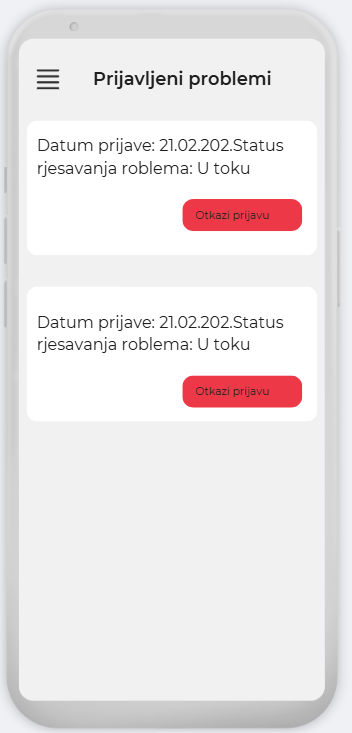 Prijavljeni problemi
Datum prijave: 21.02.202.Status
rjesavanja roblema: U toku
Otkazi prijavu
Datum prijave: 21.02.202.Status
rjesavanja roblema: U toku
Otkazi prijavu